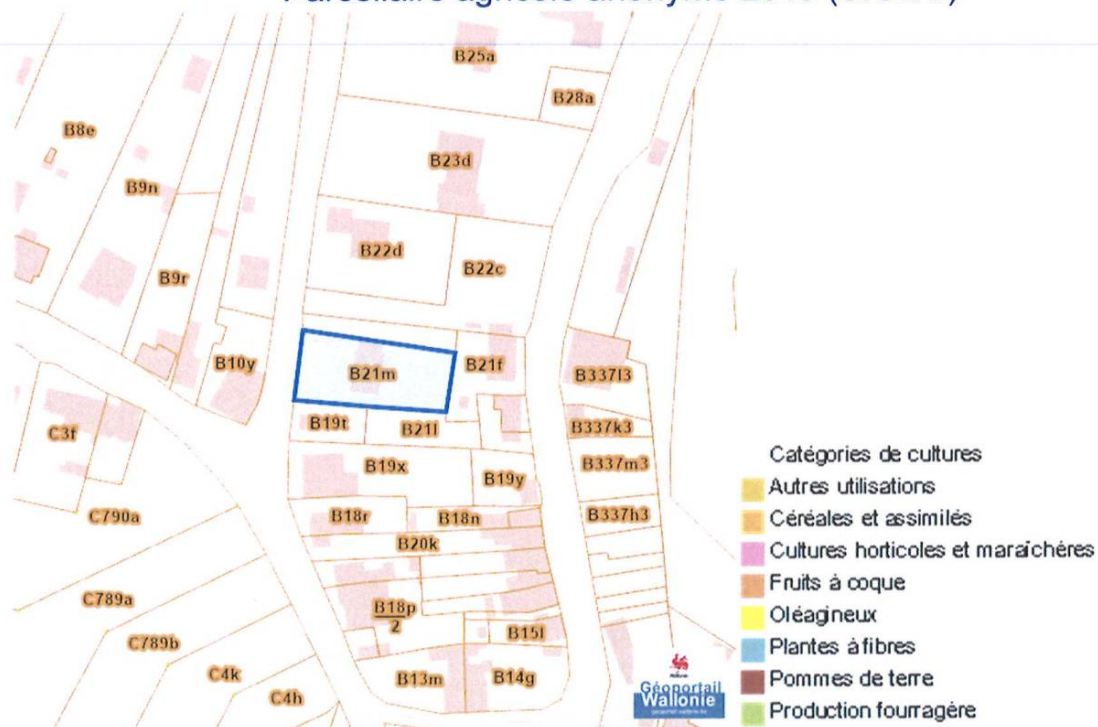 B25a
B28a
B8e
B23d
B9n
B22d
B22c
B9r
B10y
B21m
B21f
B337l3
B19t
B21l
B337k3
C3f
B19x
B19y
B337m3
C790a
B18r
B18n
B337h3
B20k
C789a
B18p
2
B15l
C789b
C4k
B13m
B14g
C4h
Géoportail
Wallonie
Catégories de cultures
Autres utilisations
Céréales et assimilés
Cultures horticoles et maraîchères
Fruits à coque
Oléagineux
Plantes à fibres
Pommes de terre
Production fourragère